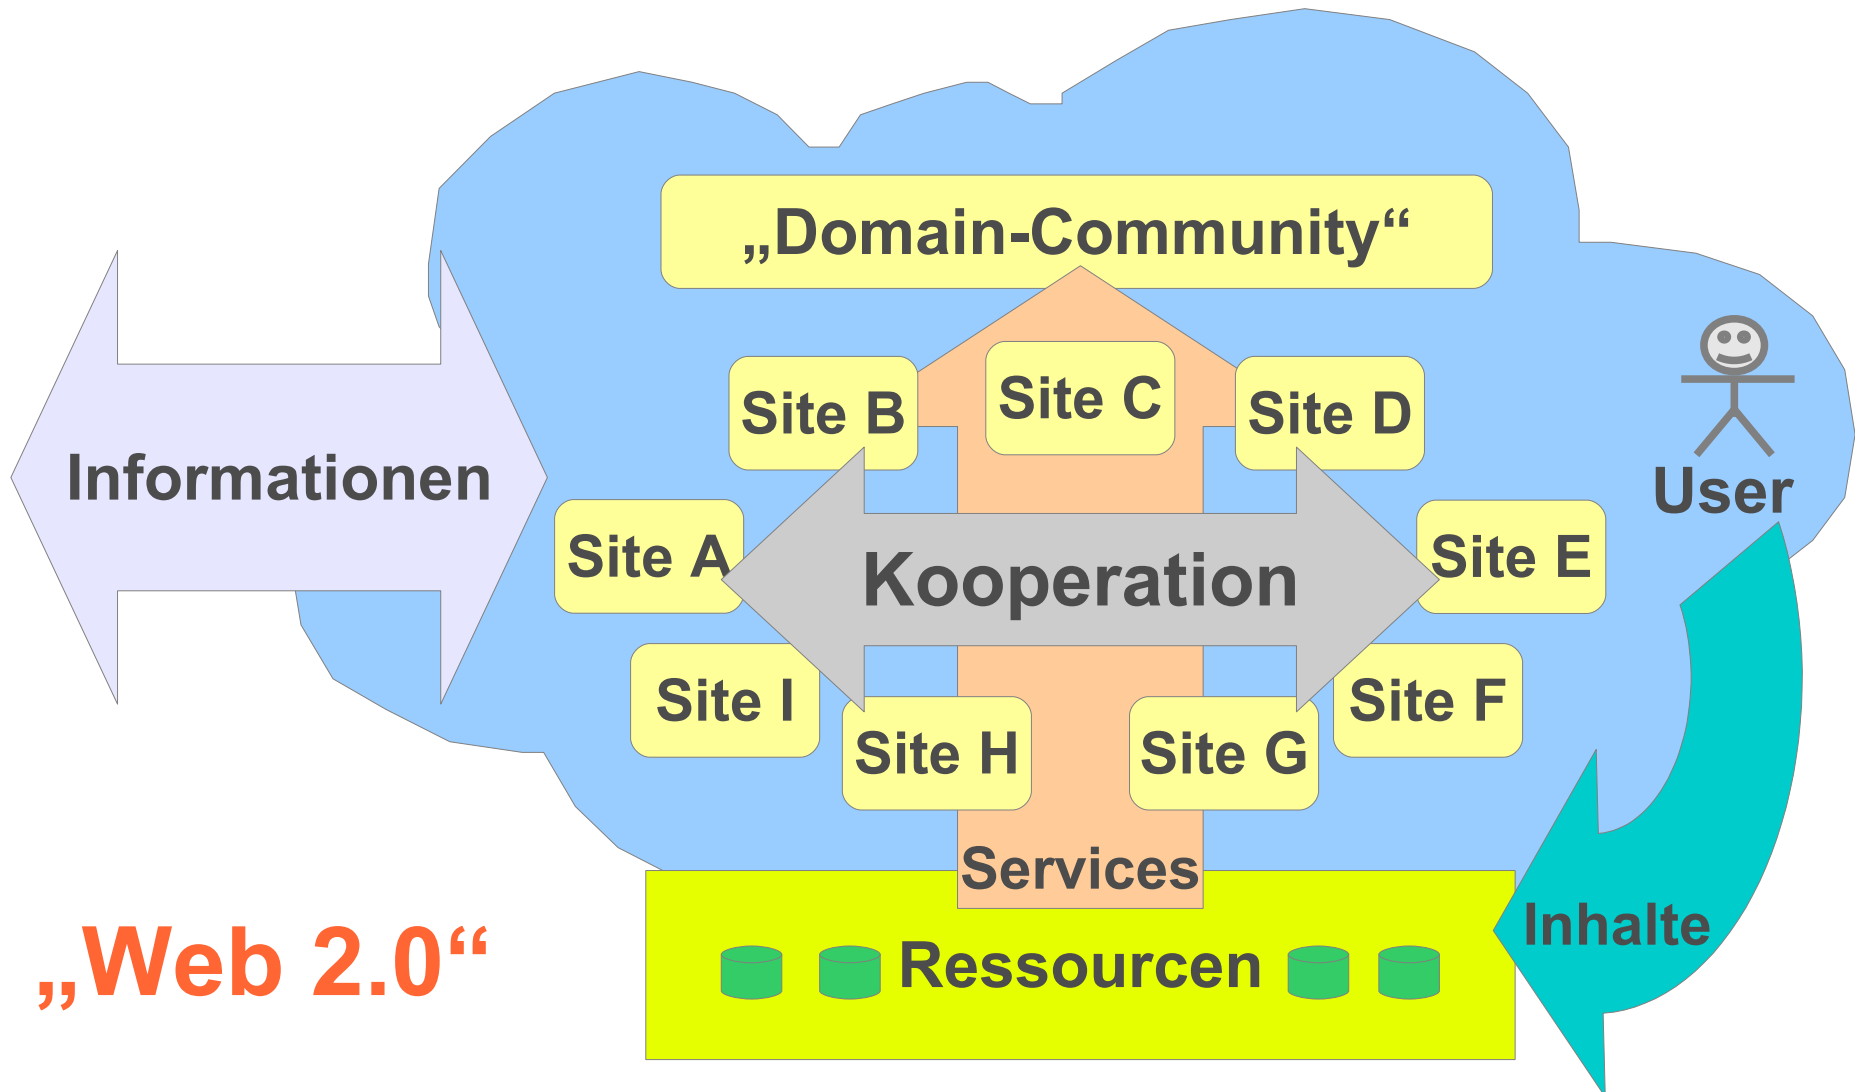 „Domain-Community“
Site B
Site C
Site D
Informationen
User
Site A
Kooperation
Site E
Site I
Site F
Site H
Site G
Services
Inhalte
„Web 2.0“
Ressourcen